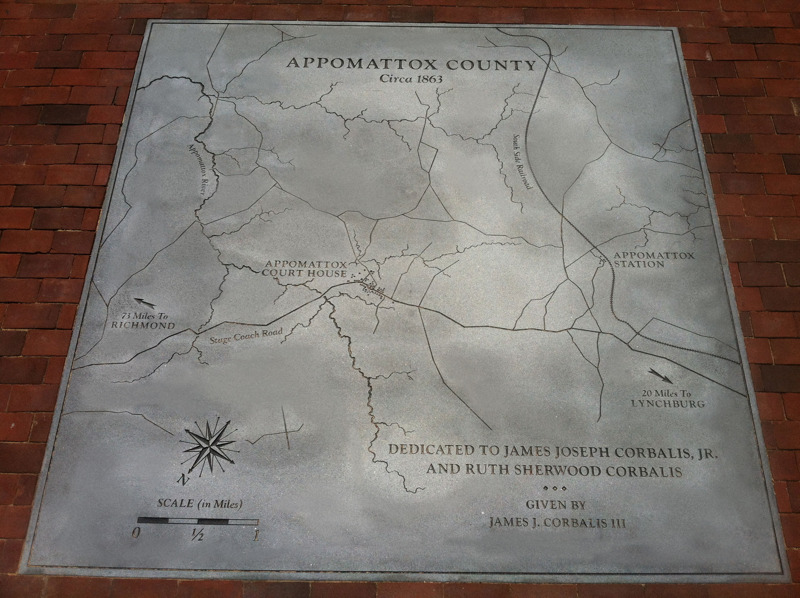 APPOMATTOX COUNTY
Circa 1863
South Side Railroad
Appomattox River
APPOMATTOX
COURT HOUSE
APPOMATTOX
STATION
73 Miles To
RICHMOND
Stage Coach Road
20 Miles To
LYNCHBURG
N
DEDICATED TO JAMES JOSEPH CORBALIS, JR.
AND RUTH SHERWOOD CORBALIS
GIVEN BY
JAMES J. CORBALIS III
SCALE (in Miles)
0 ½ 1